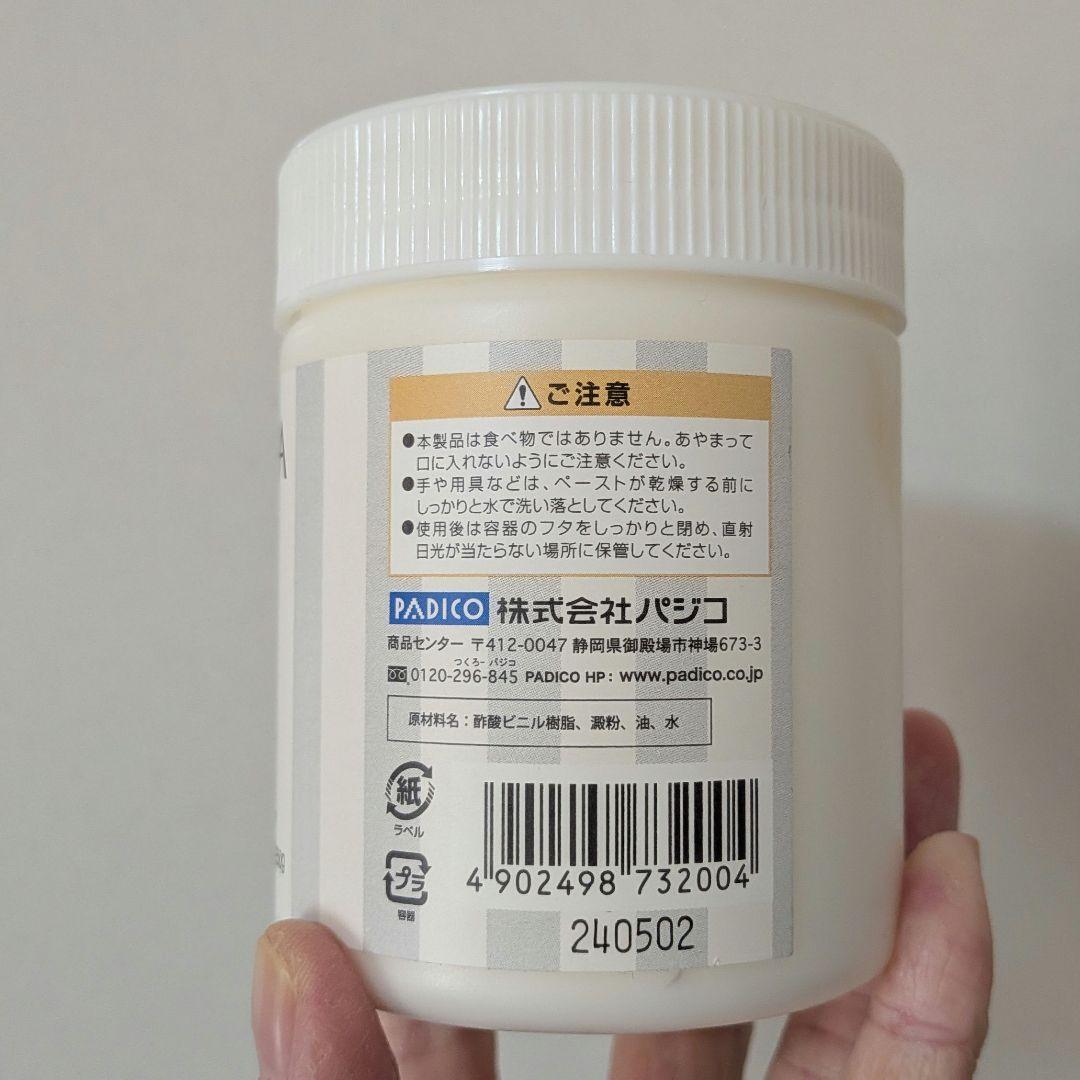 ご注意
●本製品は食べ物ではありません。あやまって
口に入れないようにご注意ください。
●手や用具などは、ペーストが乾燥する前に
しっかりと水で洗い落としてください。
●使用後は容器のフタをしっかりと閉め、直射
日光が当たらない場所に保管してください。
PADICO 株式会社パジコ
商品センター 〒412-0047 静岡県御殿場市神場673-3
つくろー パジコ
0120-296-845 PADICO HP: www.padico.co.jp
原材料名:酢酸ビニル樹脂、澱粉、油、水
紙
ラベル
プラ
容器
4 902498 732004
240502